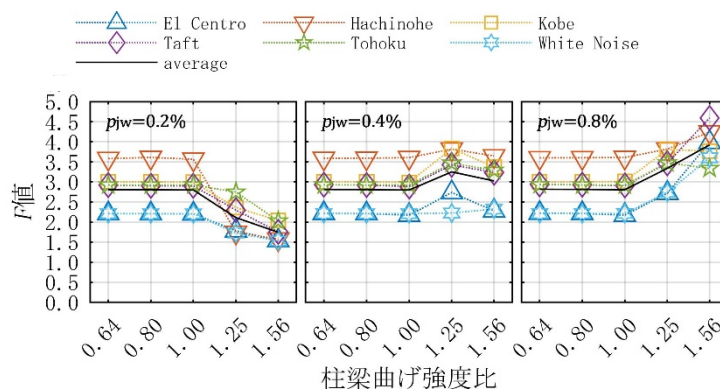 El Centro Hachinohe Kobe
Taft Tohoku White Noise
average
pjw=0.2% pjw=0.4% pjw=0.8%
5.0
4.5
4.0
3.5
3.0
2.5
2.0
1.5
1.0
0.5
0.0
F値
0.64 0.80 1.00 1.25 1.56 0.64 0.80 1.00 1.25 1.56 0.64 0.80 1.00 1.25 1.56
柱梁曲げ強度比